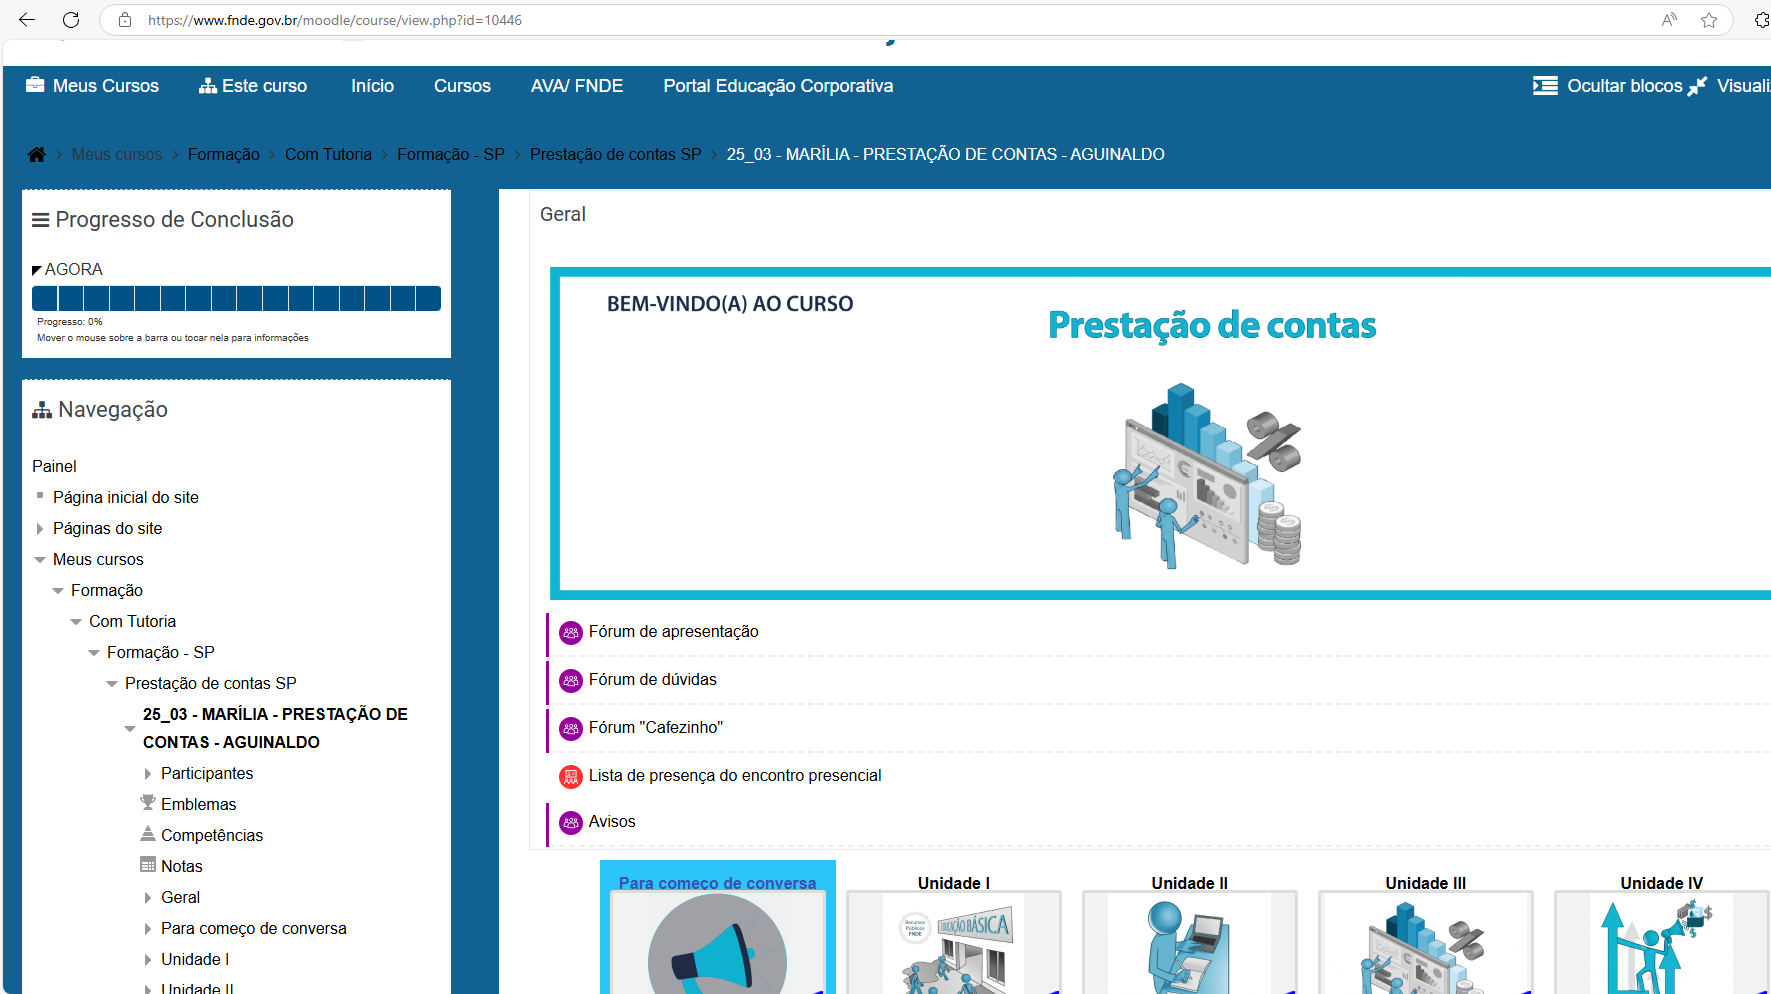 https://www.fnde.gov.br/moodle/course/view.php?id=10446
Meus Cursos Este curso Início Cursos AVA/ FNDE Portal Educação Corporativa Ocultar blocos
Meus cursos Formação Com Tutoria Formação - SP Prestação de contas SP 25_03 - MARÍLIA - PRESTAÇÃO DE CONTAS - AGUINALDO
Progresso de Conclusão
AGORA
Progresso: 0%
Mover o mouse sobre a barra ou tocar nela para informações
Navegação
Painel
Página inicial do site
Páginas do site
Meus cursos
Formação
Com Tutoria
Formação - SP
Prestação de contas SP
25_03 - MARÍLIA - PRESTAÇÃO DE
CONTAS - AGUINALDO
Participantes
Emblemas
Competências
Notas
Geral
Para começo de conversa
Unidade I
Unidade II
Geral
BEM-VINDO(A) AO CURSO
Prestação de contas
Fórum de apresentação
Fórum de dúvidas
Fórum "Cafezinho"
Lista de presença do encontro presencial
Avisos
Para começo de conversa
Unidade I
Recursos
Públicos
FNDE
EDUCAÇÃO BÁSICA
Unidade II
Unidade III
Unidade IV